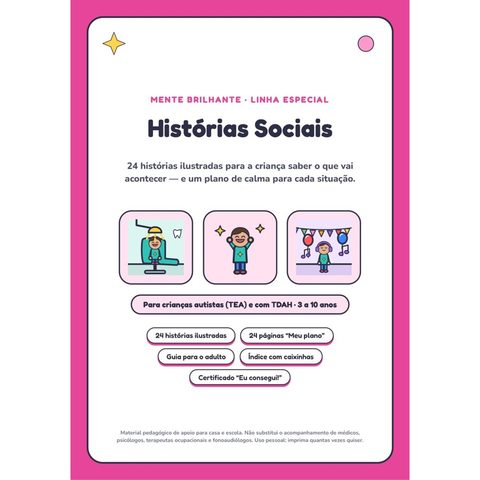 MENTE BRILHANTE · LINHA ESPECIAL
Histórias Sociais
24 histórias ilustradas para a criança saber o que vai
acontecer — e um plano de calma para cada situação.
Para crianças autistas (TEA) e com TDAH · 3 a 10 anos
24 histórias ilustradas
24 páginas "Meu plano"
Guia para o adulto
Índice com caixinhas
Certificado "Eu consegui!"
Material pedagógico de apoio para casa e escola. Não substitui o acompanhamento de médicos,
psicólogos, terapeutas ocupacionais e fonoaudiólogos. Uso pessoal; imprima quantas vezes quiser.